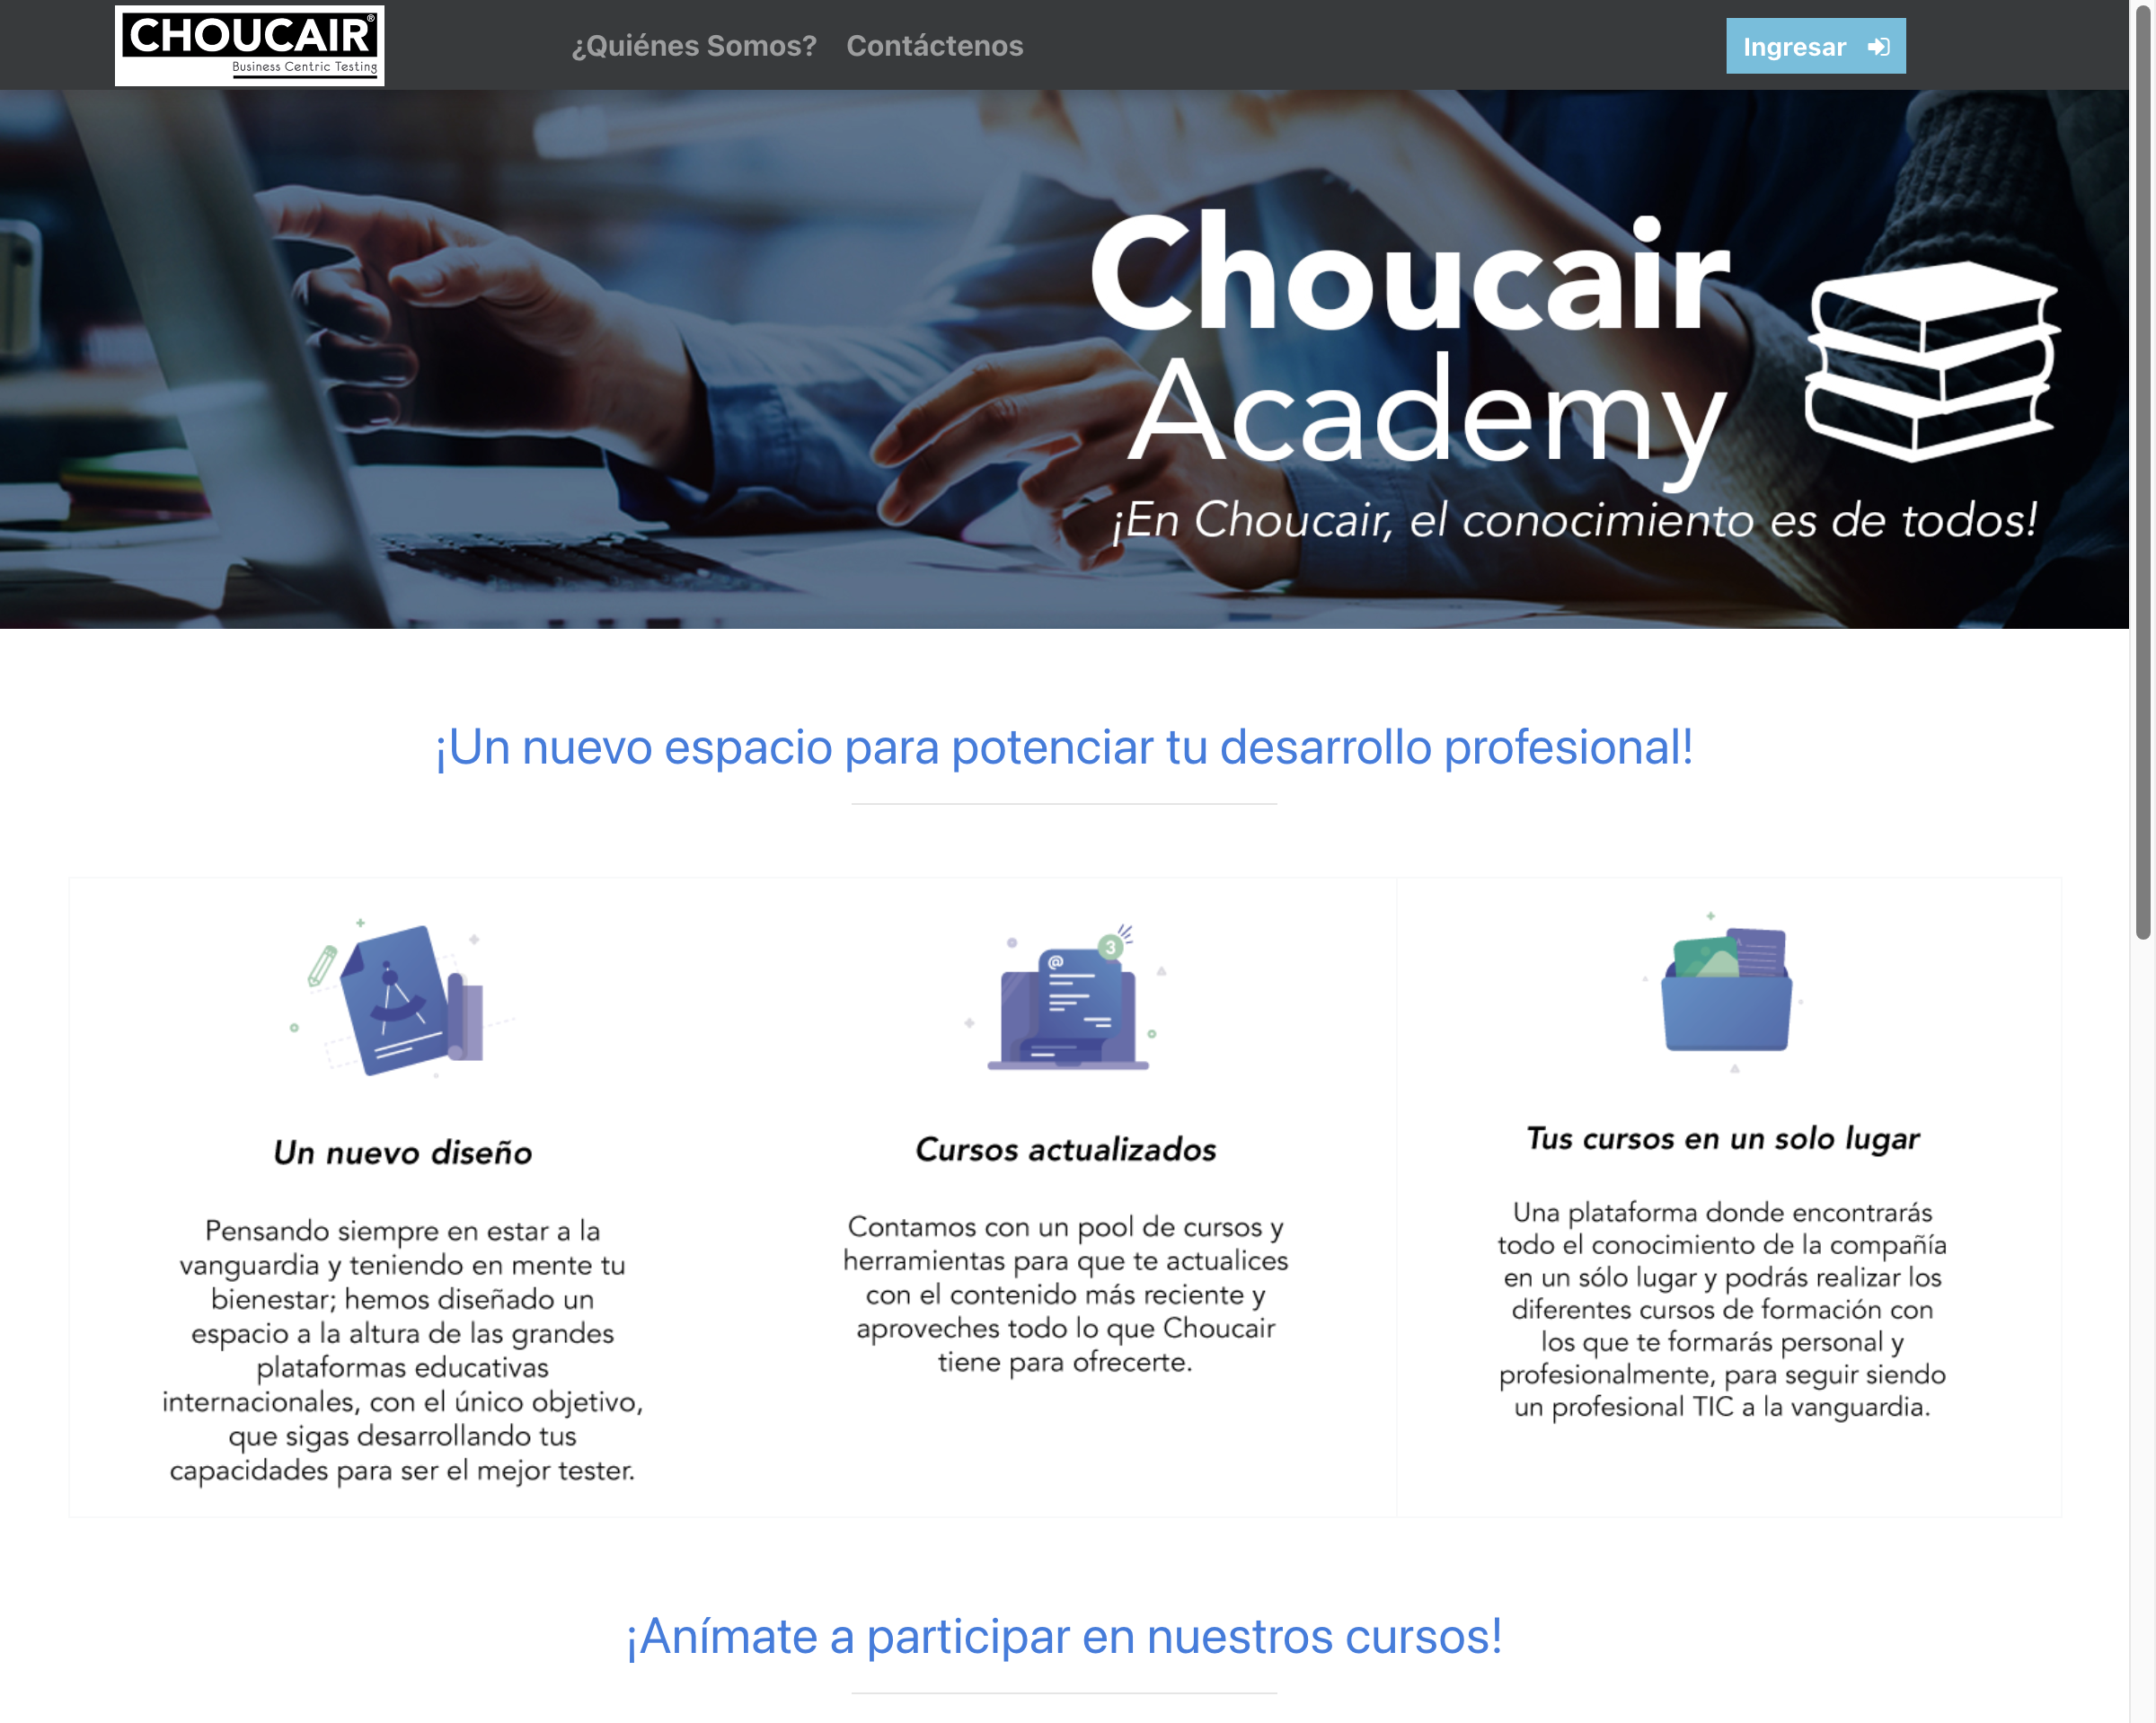 CHOUCAIR®
Business Centric Testing
¿Quiénes Somos?
Contáctenos
Ingresar
Choucair
Academy
¡En Choucair, el conocimiento es de todos!
¡Un nuevo espacio para potenciar tu desarrollo profesional!
Un nuevo diseño
Pensando siempre en estar a la
vanguardia y teniendo en mente tu
bienestar; hemos diseñado un
espacio a la altura de las grandes
plataformas educativas
internacionales, con el único objetivo,
que sigas desarrollando tus
capacidades para ser el mejor tester.
@
3
Cursos actualizados
Contamos con un pool de cursos y
herramientas para que te actualices
con el contenido más reciente y
aproveches todo lo que Choucair
tiene para ofrecerte.
Tus cursos en un solo lugar
Una plataforma donde encontrarás
todo el conocimiento de la compañía
en un sólo lugar y podrás realizar los
diferentes cursos de formación con
los que te formarás personal y
profesionalmente, para seguir siendo
un profesional TIC a la vanguardia.
¡Anímate a participar en nuestros cursos!